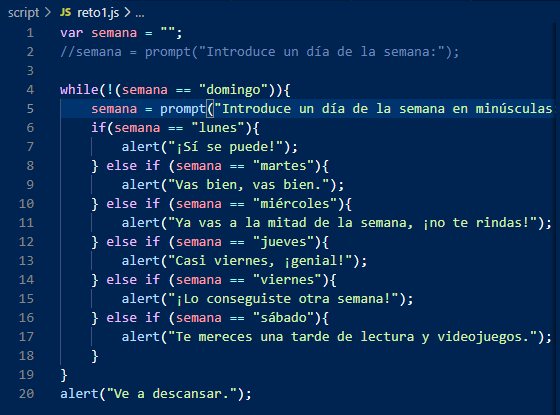 script > JS reto1.js > ...
1 var semana = "";
2 //semana = prompt("Introduce un día de la semana:");
3
4 while(!(semana == "domingo")){
5 semana = prompt("Introduce un día de la semana en minúsculas
6 if(semana == "lunes"){
7 alert("¡Sí se puede!");
8 } else if (semana == "martes"){
9 alert("Vas bien, vas bien.");
10 } else if (semana == "miércoles"){
11 alert("Ya vas a la mitad de la semana, ¡no te rindas!");
12 } else if (semana == "jueves"){
13 alert("Casi viernes, ¡genial!");
14 } else if (semana == "viernes"){
15 alert("¡Lo conseguiste otra semana!");
16 } else if (semana == "sábado"){
17 alert("Te mereces una tarde de lectura y videojuegos.");
18 }
19 }
20 alert("Ve a descansar.");